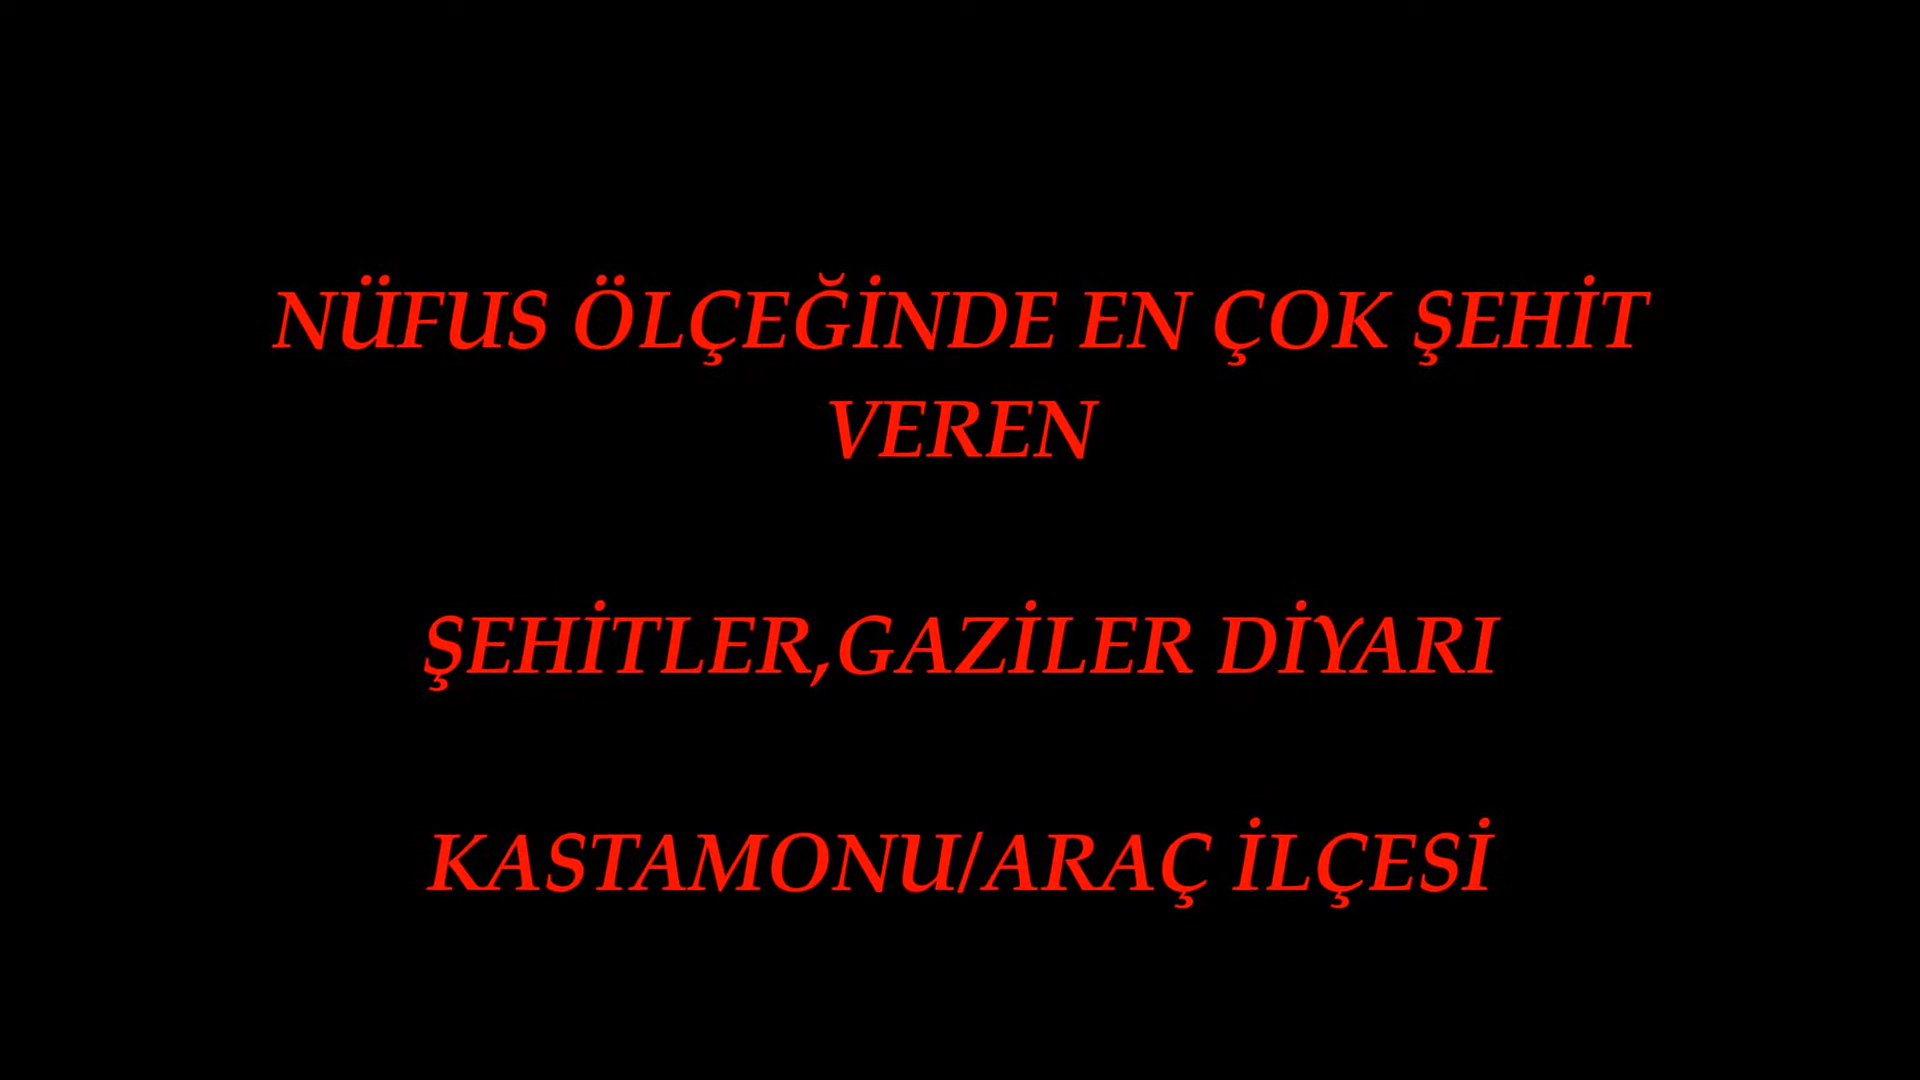 NÜFUS ÖLÇEĞİNDE EN ÇOK ŞEHİT
VEREN
ŞEHİTLER,GAZİLER DİYARI
KASTAMONU/ARAÇ İLÇESİ